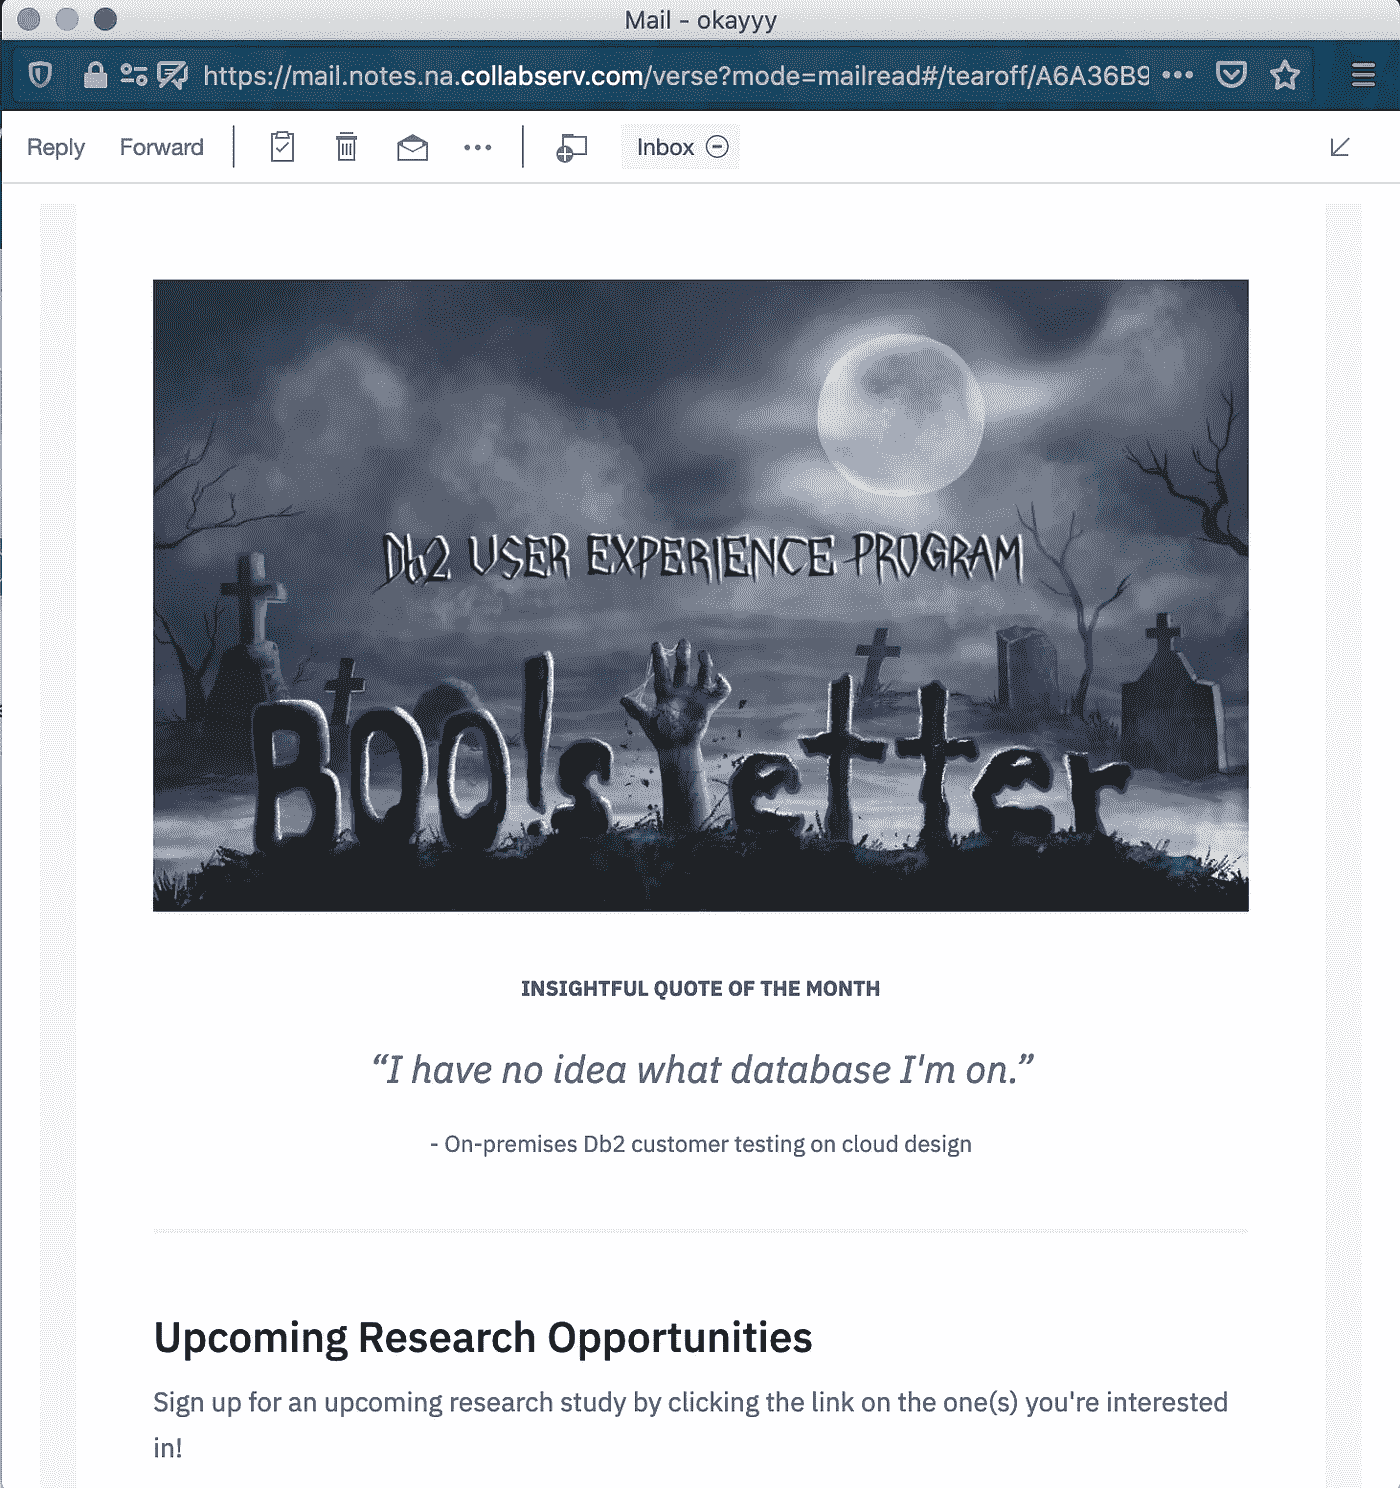 Mail - okayyy
https://mail.notes.na.collabserv.com/verse?mode=mailread#/tearoff/A6A36B9
Reply Forward Inbox
Db2 USER EXPERIENCE PROGRAM
Boo!s letter
INSIGHTFUL QUOTE OF THE MONTH
“I have no idea what database I'm on.”
- On-premises Db2 customer testing on cloud design
Upcoming Research Opportunities
Sign up for an upcoming research study by clicking the link on the one(s) you're interested
in!